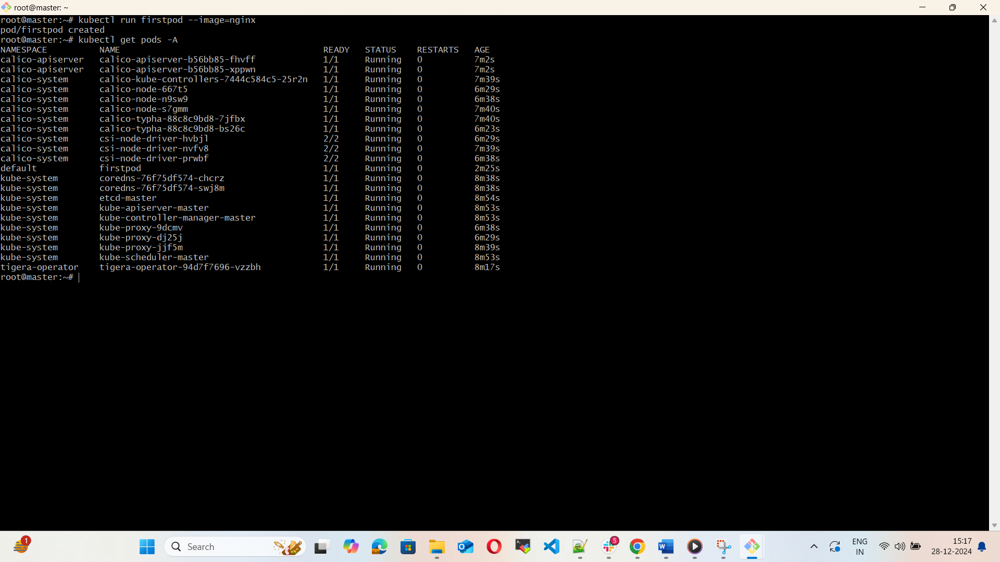 root@master: ~
root@master:~# kubectl run firstpod --image=nginx
pod/firstpod created
root@master:~# kubectl get pods -A
NAMESPACE NAME READY STATUS RESTARTS AGE
calico-apiserver calico-apiserver-b56bb85-fhvff 1/1 Running 0 7m2s
calico-apiserver calico-apiserver-b56bb85-xppwn 1/1 Running 0 7m2s
calico-system calico-kube-controllers-7444c584c5-25r2n 1/1 Running 0 7m39s
calico-system calico-node-667t5 1/1 Running 0 6m29s
calico-system calico-node-n9sw9 1/1 Running 0 6m38s
calico-system calico-node-s7gmm 1/1 Running 0 7m40s
calico-system calico-typha-88c8c9bd8-7jfbx 1/1 Running 0 7m40s
calico-system calico-typha-88c8c9bd8-bs26c 1/1 Running 0 6m23s
calico-system csi-node-driver-hvbjl 2/2 Running 0 6m29s
calico-system csi-node-driver-nvfv8 2/2 Running 0 7m39s
calico-system csi-node-driver-prwbf 2/2 Running 0 6m38s
default firstpod 1/1 Running 0 2m25s
kube-system coredns-76f75df574-chcrz 1/1 Running 0 8m38s
kube-system coredns-76f75df574-swj8m 1/1 Running 0 8m38s
kube-system etcd-master 1/1 Running 0 8m54s
kube-system kube-apiserver-master 1/1 Running 0 8m53s
kube-system kube-controller-manager-master 1/1 Running 0 8m53s
kube-system kube-proxy-9dcmv 1/1 Running 0 6m38s
kube-system kube-proxy-dj25j 1/1 Running 0 6m29s
kube-system kube-proxy-jjf5m 1/1 Running 0 8m39s
kube-system kube-scheduler-master 1/1 Running 0 8m53s
tigera-operator tigera-operator-94d7f7696-vzzbh 1/1 Running 0 8m17s
root@master:~#
1
Search
5
ENG
IN
15:17
28-12-2024